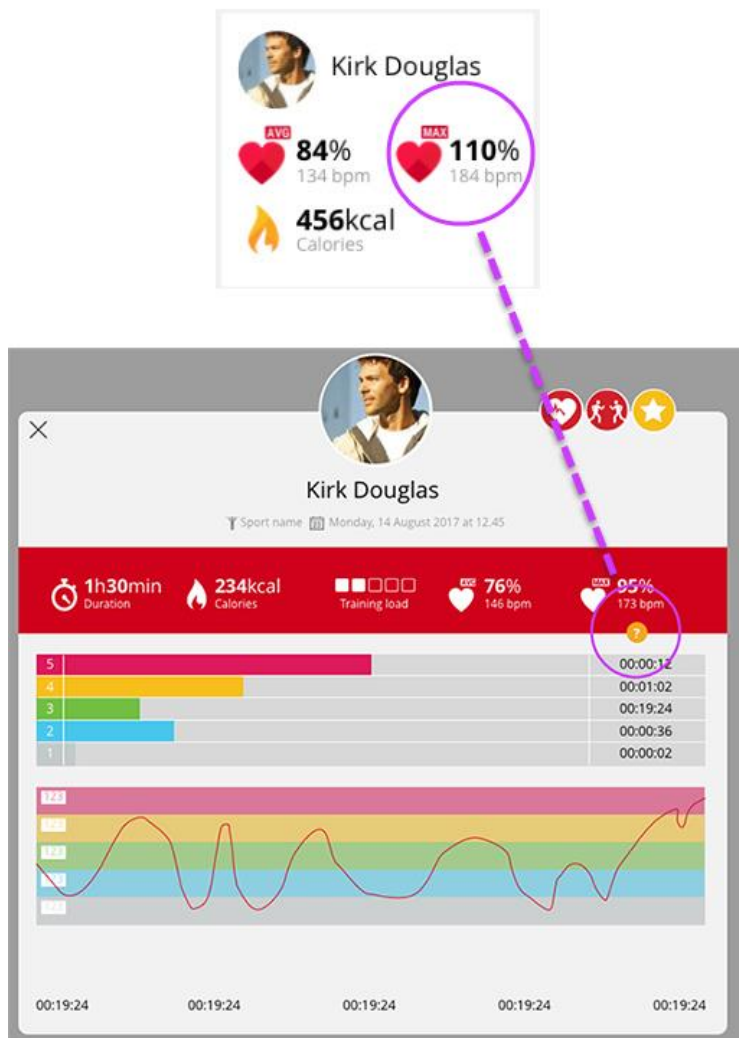 Kirk Douglas
AVG 84% MAX 110%
134 bpm 184 bpm
456kcal
Calories
Kirk Douglas
Sport name Monday, 14 August 2017 at 12.45
1h30min 234kcal AVG 76% MAX 95%
Duration Calories Training load 146 bpm 173 bpm
?
5 00:00:12
4 00:01:02
3 00:19:24
2 00:00:36
1 00:00:02
123
123
123
123
123
00:19:24 00:19:24 00:19:24 00:19:24 00:19:24